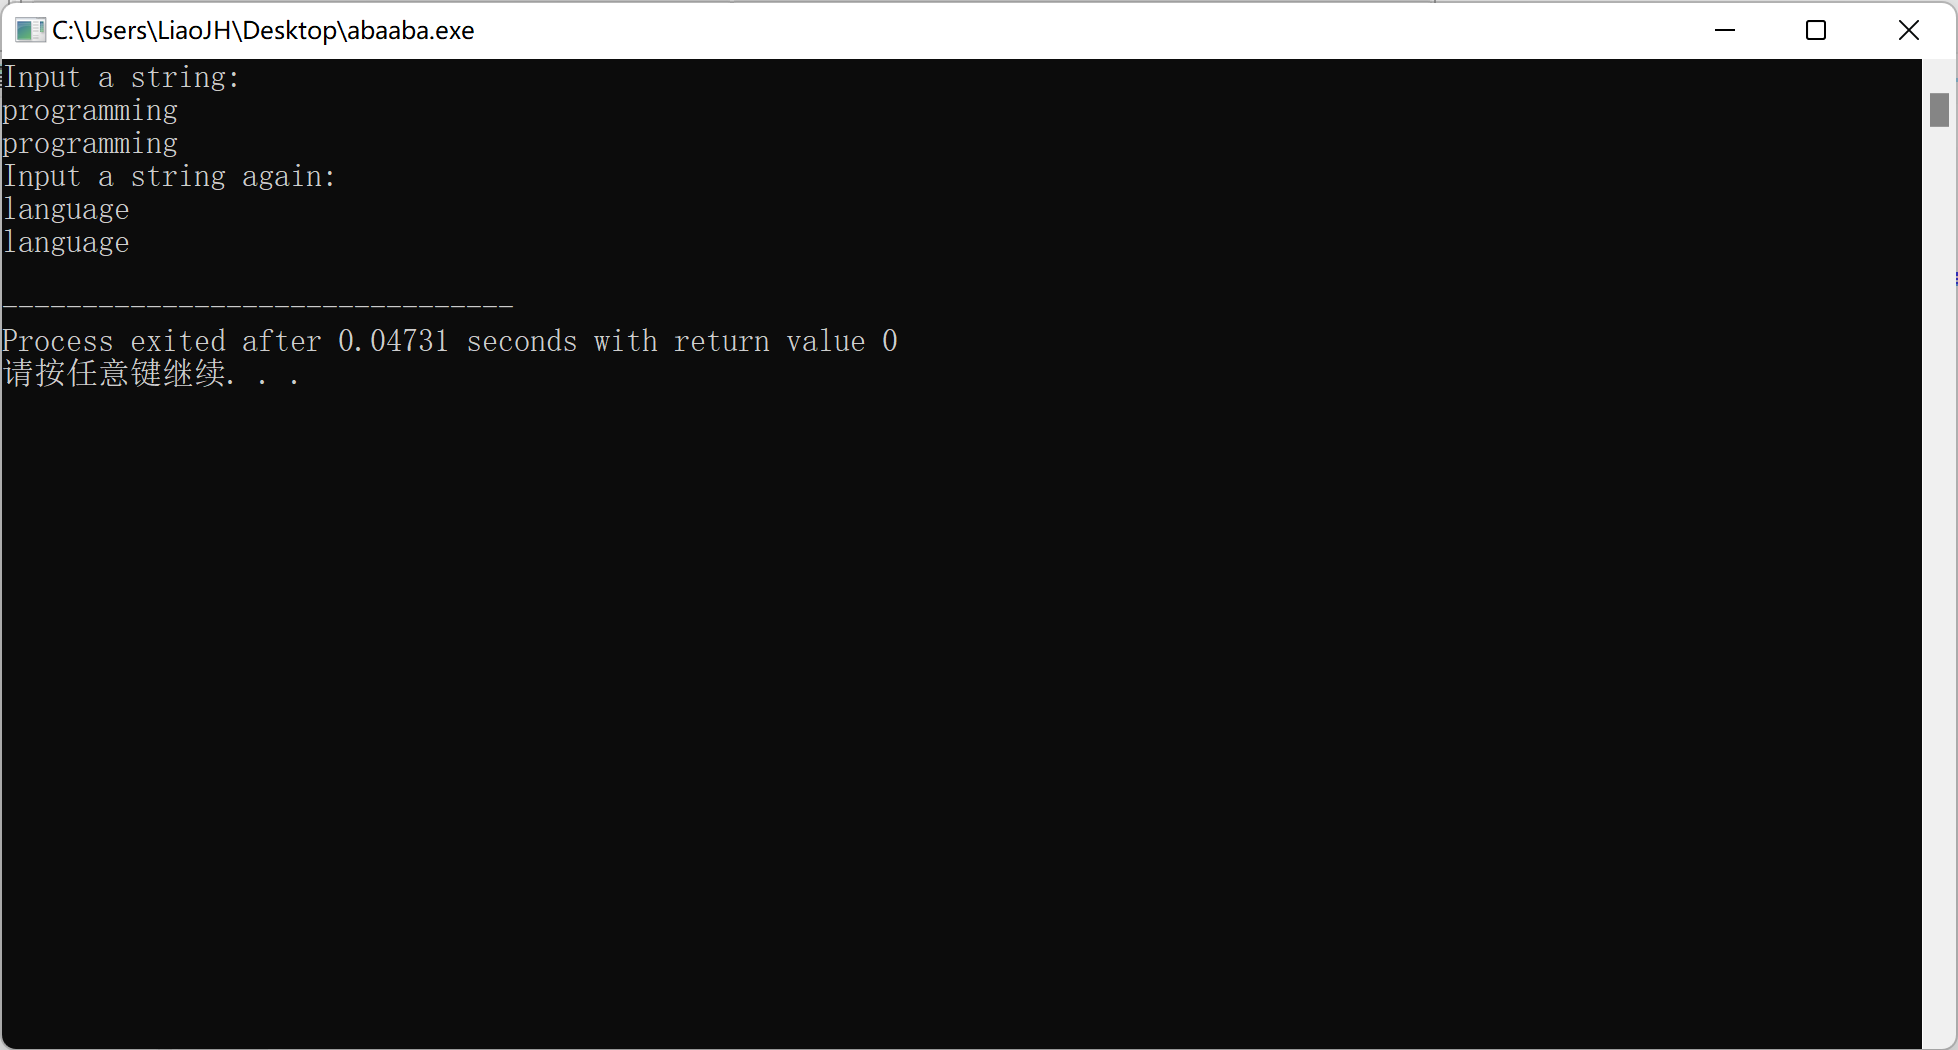 C:\Users\LiaoJH\Desktop\abaaba.exe
Input a string:
programming
programming
Input a string again:
language
language
--------------------------------
Process exited after 0.04731 seconds with return value 0
请按任意键继续. . .